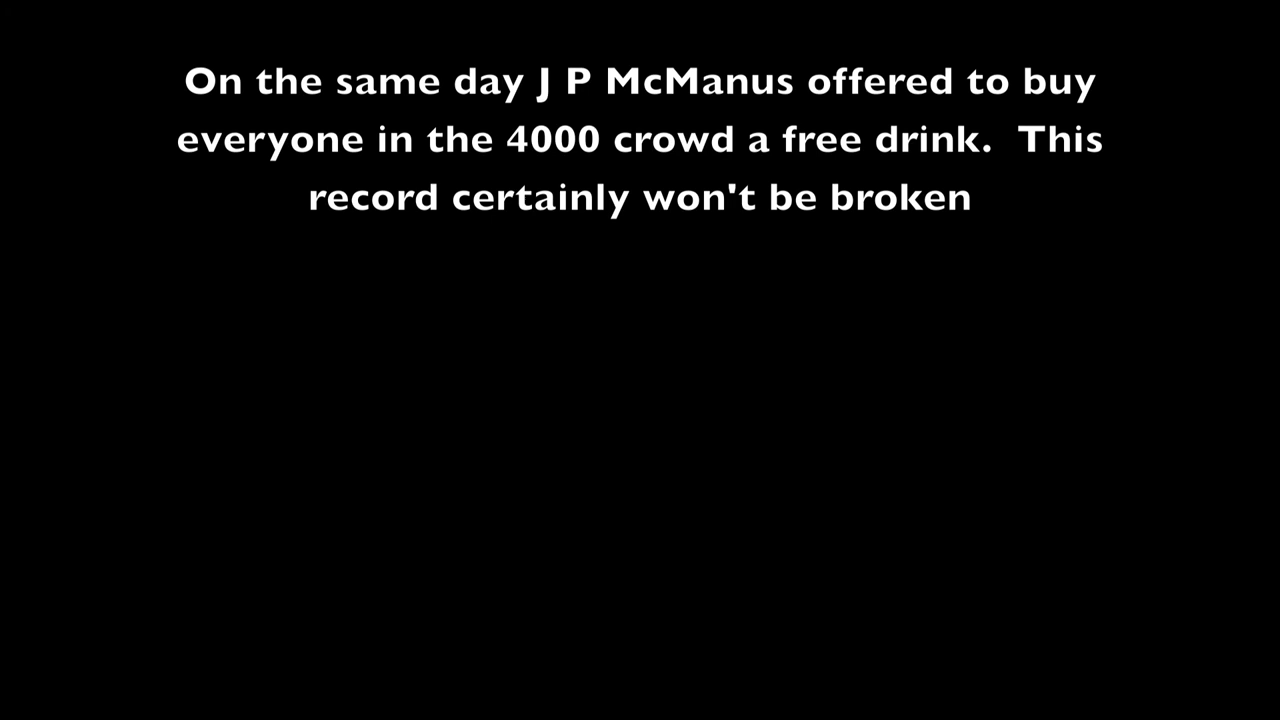 On the same day J P McManus offered to buy
everyone in the 4000 crowd a free drink.  This
record certainly won't be broken